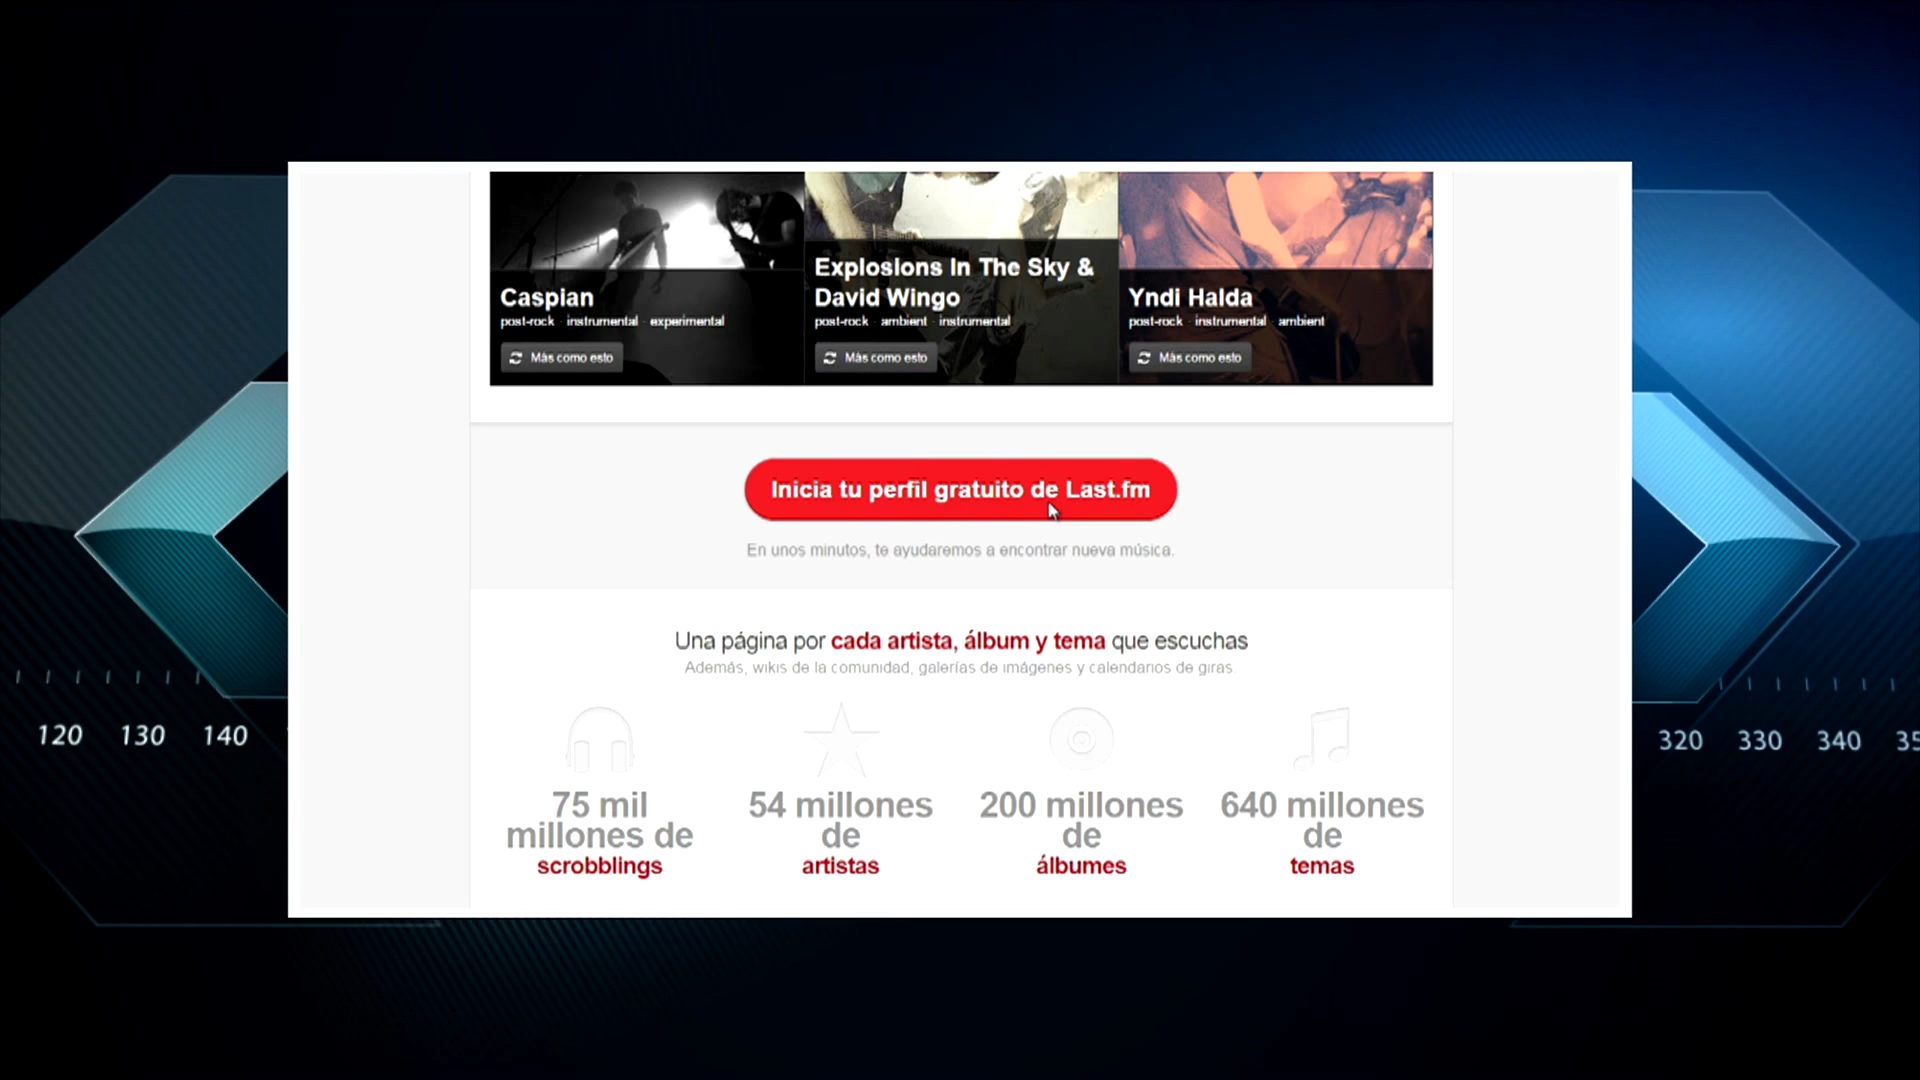 Caspian
post-rock · instrumental · experimental
Más como esto
Explosions In The Sky &
David Wingo
post-rock · ambient · instrumental
Más como esto
Yndi Halda
post-rock · instrumental · ambient
Más como esto
Inicia tu perfil gratuito de Last.fm
En unos minutos, te ayudaremos a encontrar nueva música.
Una página por cada artista, álbum y tema que escuchas
Además, wikis de la comunidad, galerías de imágenes y calendarios de giras
75 mil
millones de
scrobblings
54 millones
de
artistas
200 millones
de
álbumes
640 millones
de
temas
120 130 140
320 330 340